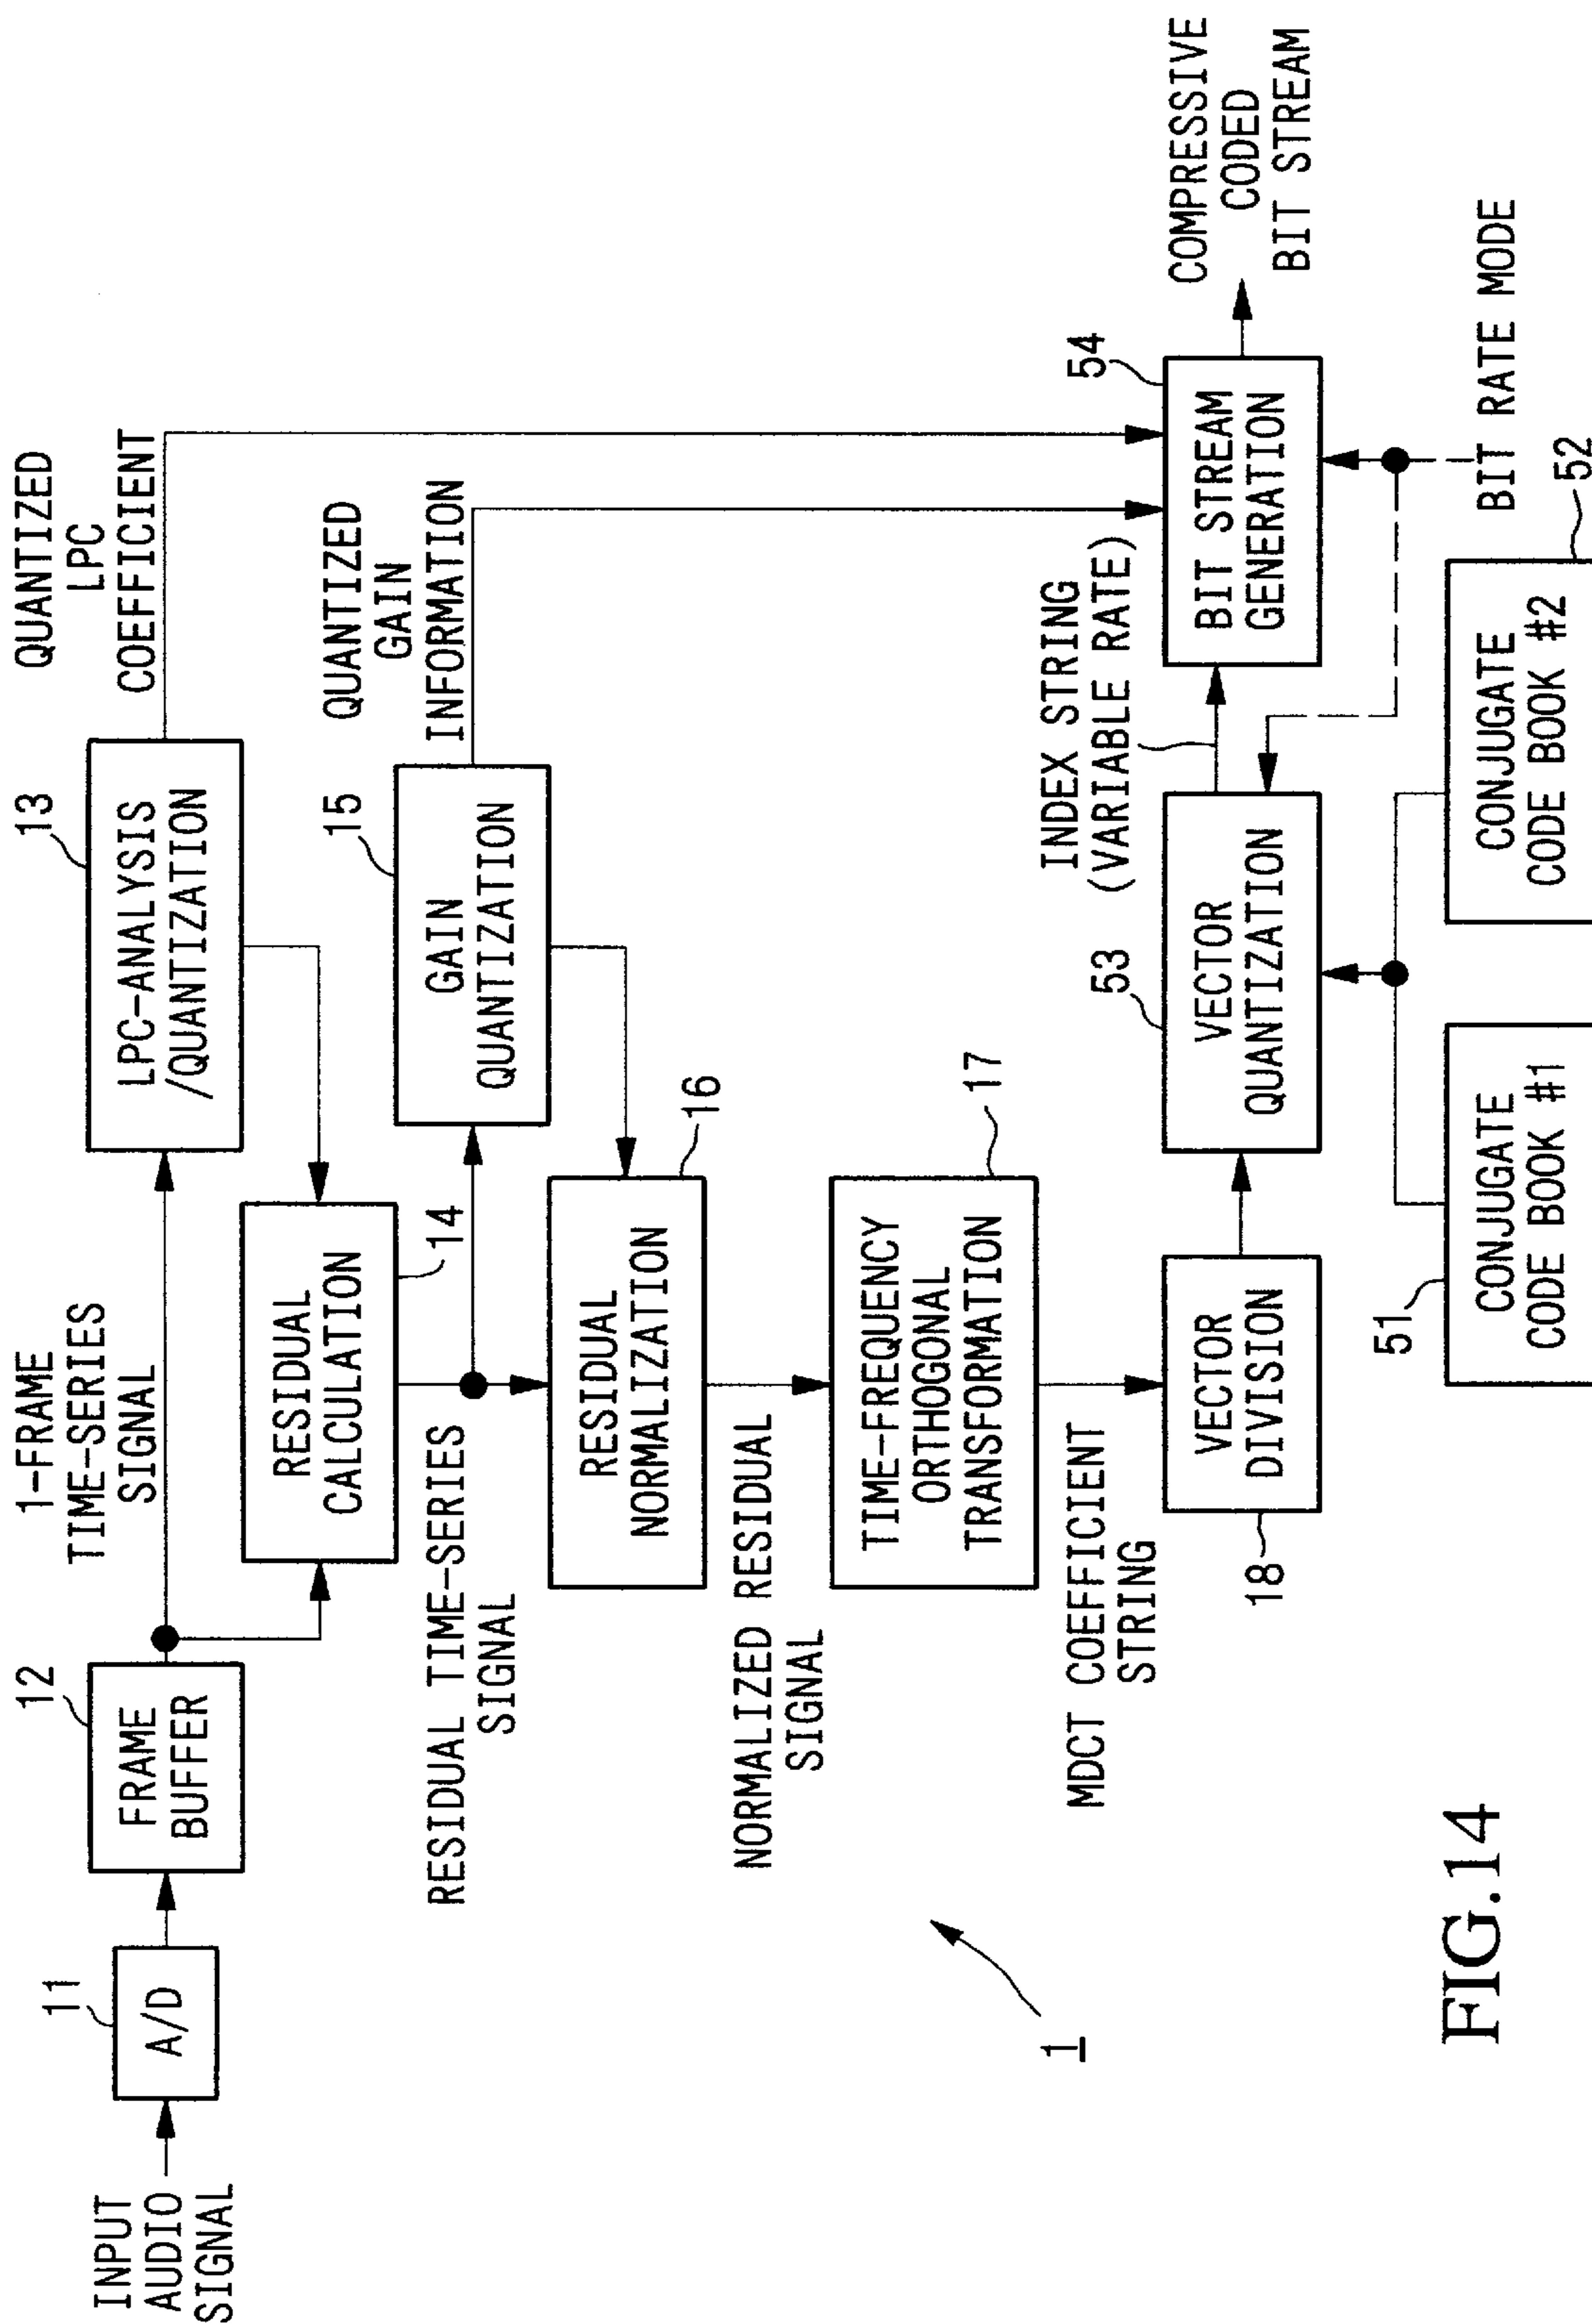 INPUT
AUDIO
SIGNAL
11
A/D
12
FRAME
BUFFER
1-FRAME
TIME-SERIES
SIGNAL
13
LPC-ANALYSIS
/QUANTIZATION
QUANTIZED
LPC
COEFFICIENT
RESIDUAL
CALCULATION
14
15
GAIN
QUANTIZATION
QUANTIZED
GAIN
INFORMATION
RESIDUAL TIME-SERIES
SIGNAL
RESIDUAL
NORMALIZATION
16
NORMALIZED RESIDUAL
SIGNAL
TIME-FREQUENCY
ORTHOGONAL
TRANSFORMATION
17
MDCT COEFFICIENT
STRING
18
VECTOR
DIVISION
53
VECTOR
QUANTIZATION
INDEX STRING
(VARIABLE RATE)
54
BIT STREAM
GENERATION
COMPRESSIVE
CODED
BIT STREAM
BIT RATE MODE
51
CONJUGATE
CODE BOOK #1
52
CONJUGATE
CODE BOOK #2
1
FIG.14